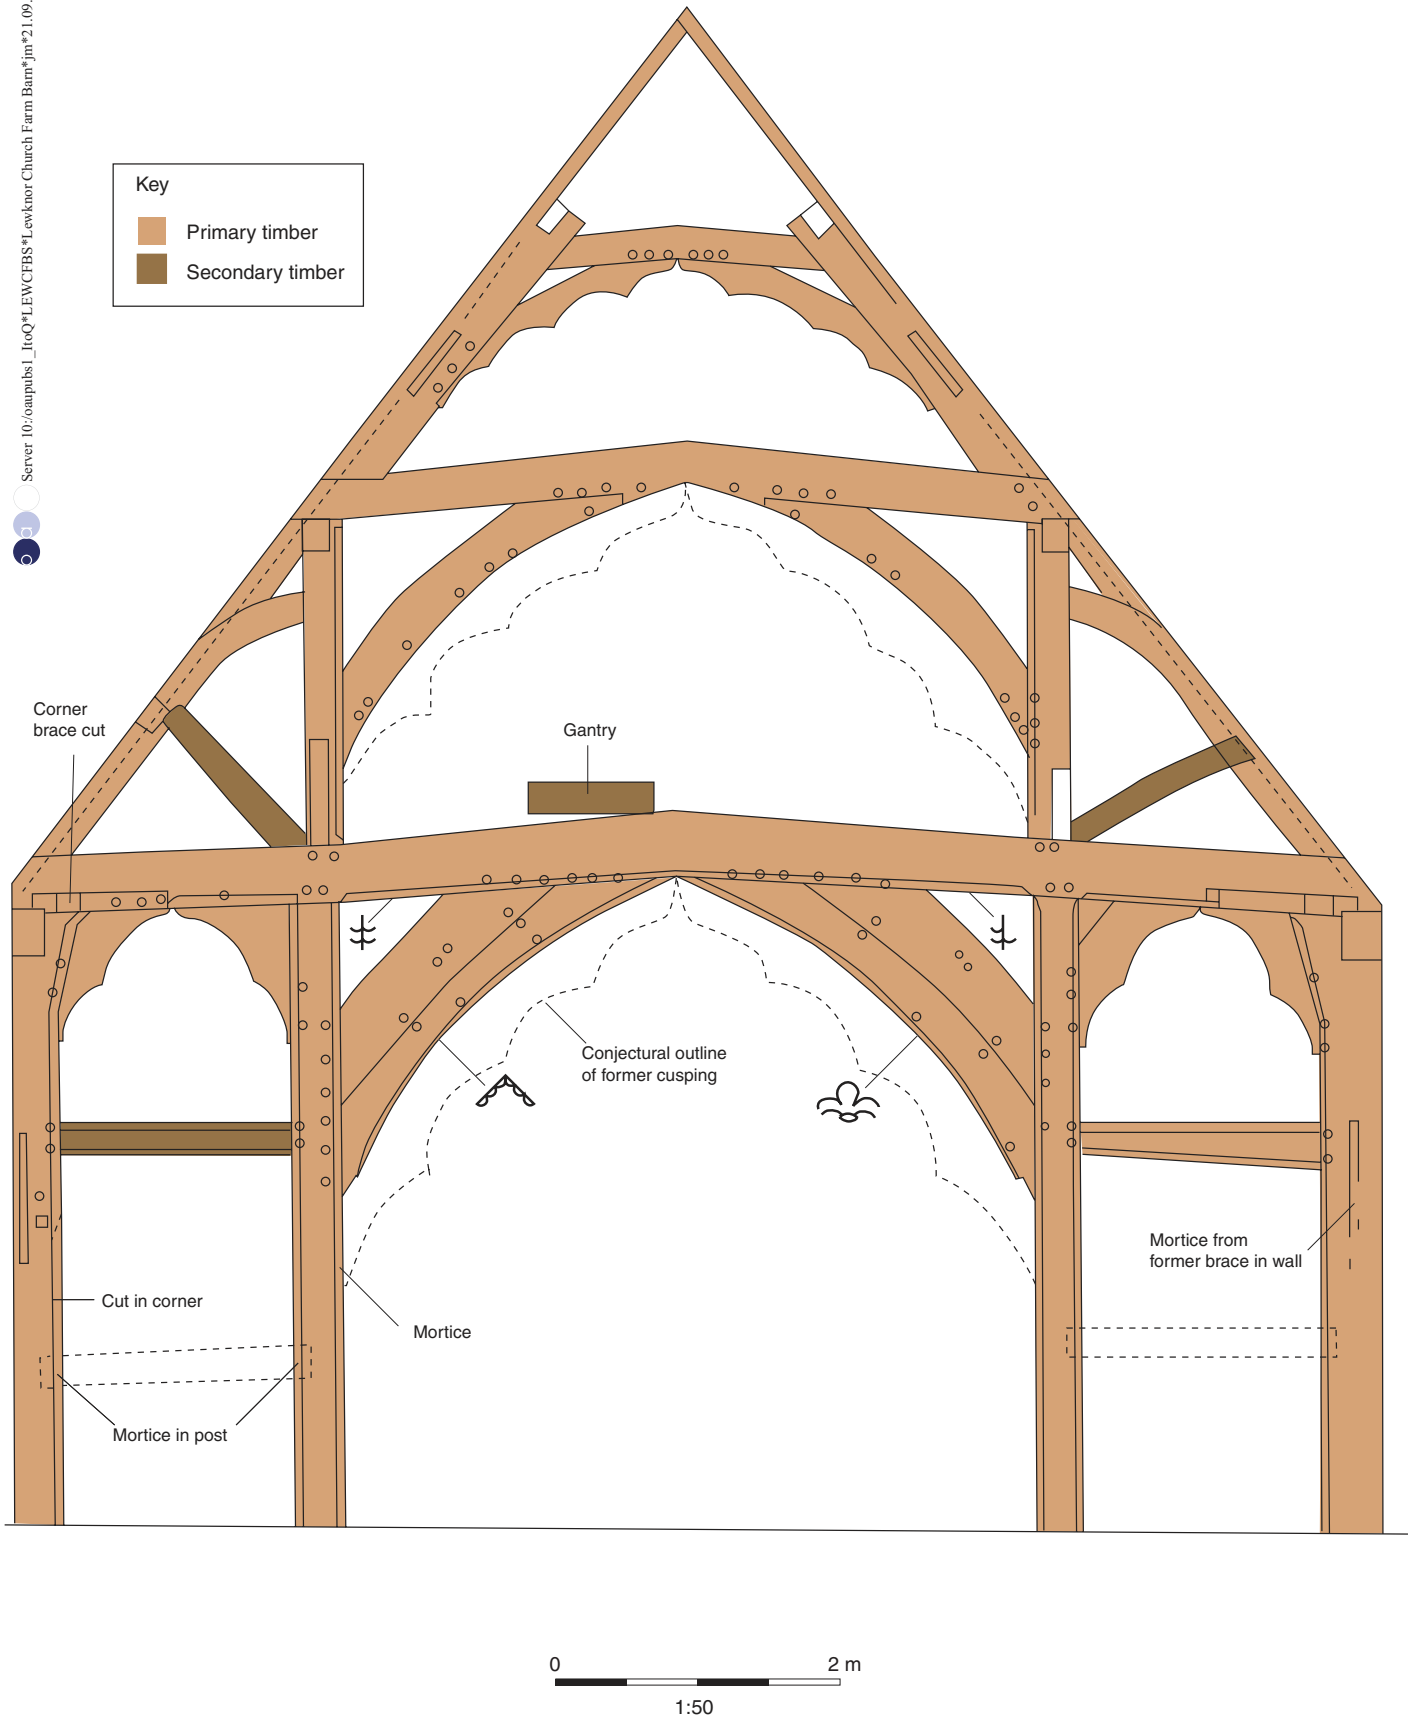 Server 10:/oaupubs1_ItoQ*LEWCFBS*Lewknor Church Farm Barn*jm*21.09.
Key
Primary timber
Secondary timber
Corner
brace cut
Gantry
Conjectural outline
of former cusping
Mortice from
former brace in wall
Cut in corner
Mortice
Mortice in post
0
2 m
1:50